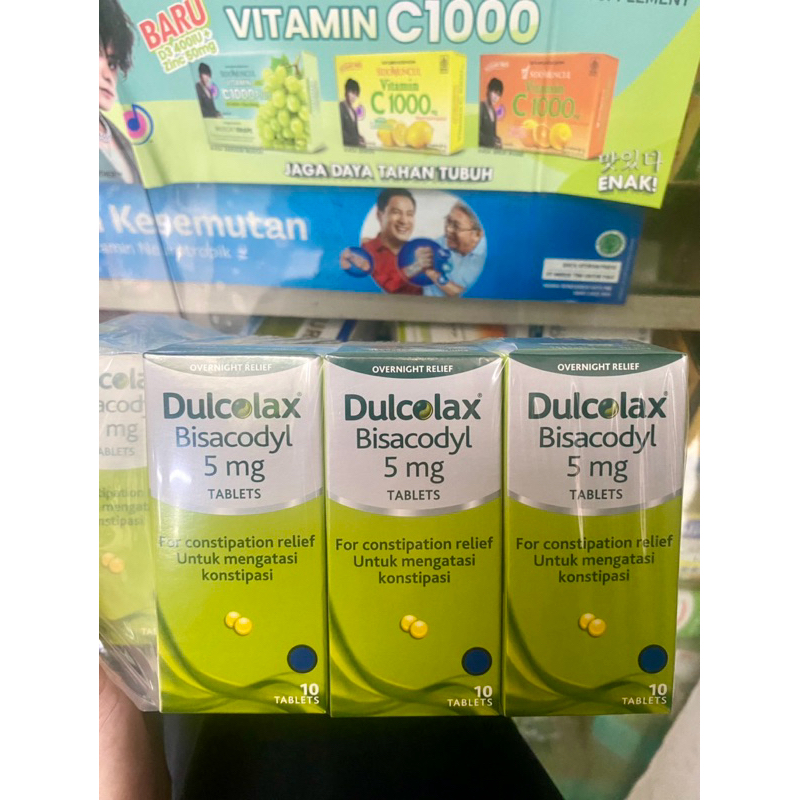 BARU
D3 400IU +
Zinc 50mg
VITAMIN C1000
Vitamin
C 1000
Vitamin
C 1000
JAGA DAYA TAHAN TUBUH
맛있다
ENAK!
Kesemutan
OVERNIGHT RELIEF
Dulcolax®
Bisacodyl
5 mg
TABLETS
For constipation relief
Untuk mengatasi
konstipasi
10
TABLETS
OVERNIGHT RELIEF
Dulcolax®
Bisacodyl
5 mg
TABLETS
For constipation relief
Untuk mengatasi
konstipasi
10
TABLETS
OVERNIGHT RELIEF
Dulcolax®
Bisacodyl
5 mg
TABLETS
For constipation relief
Untuk mengatasi
konstipasi
10
TABLETS
mg